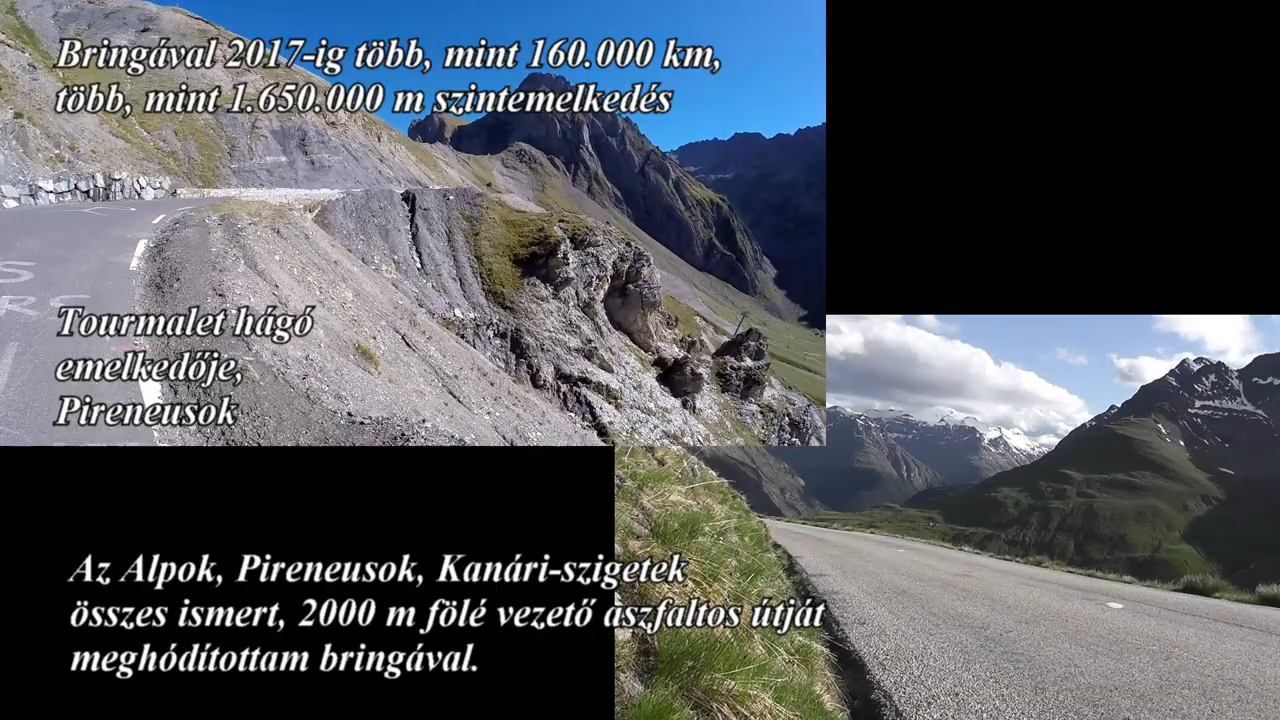 Bringával 2017-ig több, mint 160.000 km,
több, mint 1.650.000 m szintemelkedés
Tourmalet hágó
emelkedője,
Pireneusok
Az Alpok, Pireneusok, Kanári-szigetek
összes ismert, 2000 m fölé vezető aszfaltos útját
meghódítottam bringával.